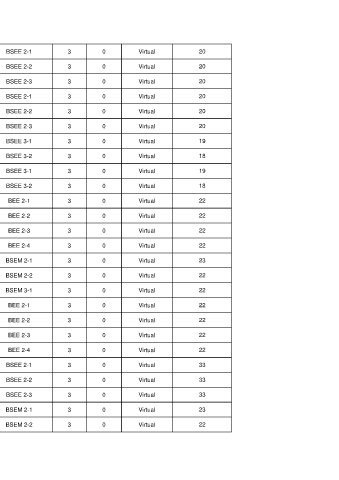 BSEE 2-1 3 0 Virtual 20
BSEE 2-2 3 0 Virtual 20
BSEE 2-3 3 0 Virtual 20
BSEE 2-1 3 0 Virtual 20
BSEE 2-2 3 0 Virtual 20
BSEE 2-3 3 0 Virtual 20
BSEE 3-1 3 0 Virtual 19
BSEE 3-2 3 0 Virtual 18
BSEE 3-1 3 0 Virtual 19
BSEE 3-2 3 0 Virtual 18
BEE 2-1 3 0 Virtual 22
BEE 2-2 3 0 Virtual 22
BEE 2-3 3 0 Virtual 22
BEE 2-4 3 0 Virtual 22
BSEM 2-1 3 0 Virtual 23
BSEM 2-2 3 0 Virtual 22
BSEM 3-1 3 0 Virtual 22
BEE 2-1 3 0 Virtual 22
BEE 2-2 3 0 Virtual 22
BEE 2-3 3 0 Virtual 22
BEE 2-4 3 0 Virtual 22
BSEE 2-1 3 0 Virtual 33
BSEE 2-2 3 0 Virtual 33
BSEE 2-3 3 0 Virtual 33
BSEM 2-1 3 0 Virtual 23
BSEM 2-2 3 0 Virtual 22